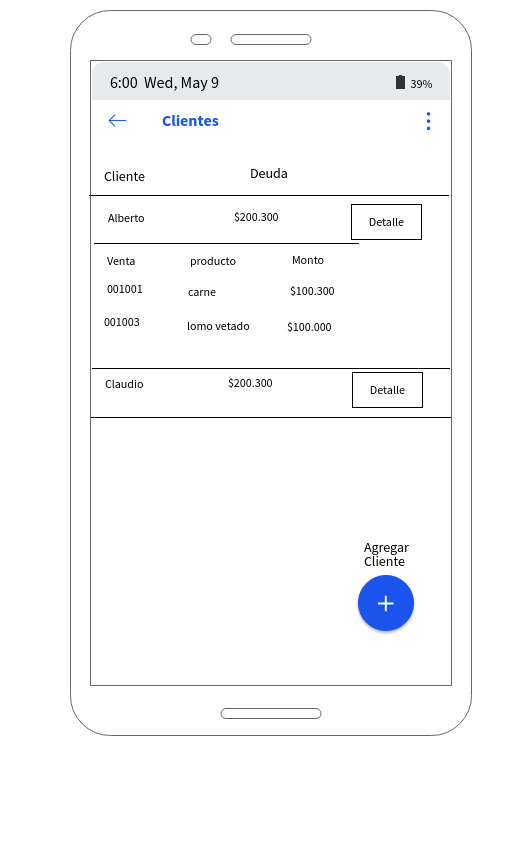 6:00 Wed, May 9 39%
Clientes
Cliente Deuda
Alberto $200.300 Detalle
Venta producto Monto
001001 carne $100.300
001003 lomo vetado $100.000
Claudio $200.300 Detalle
Agregar
Cliente